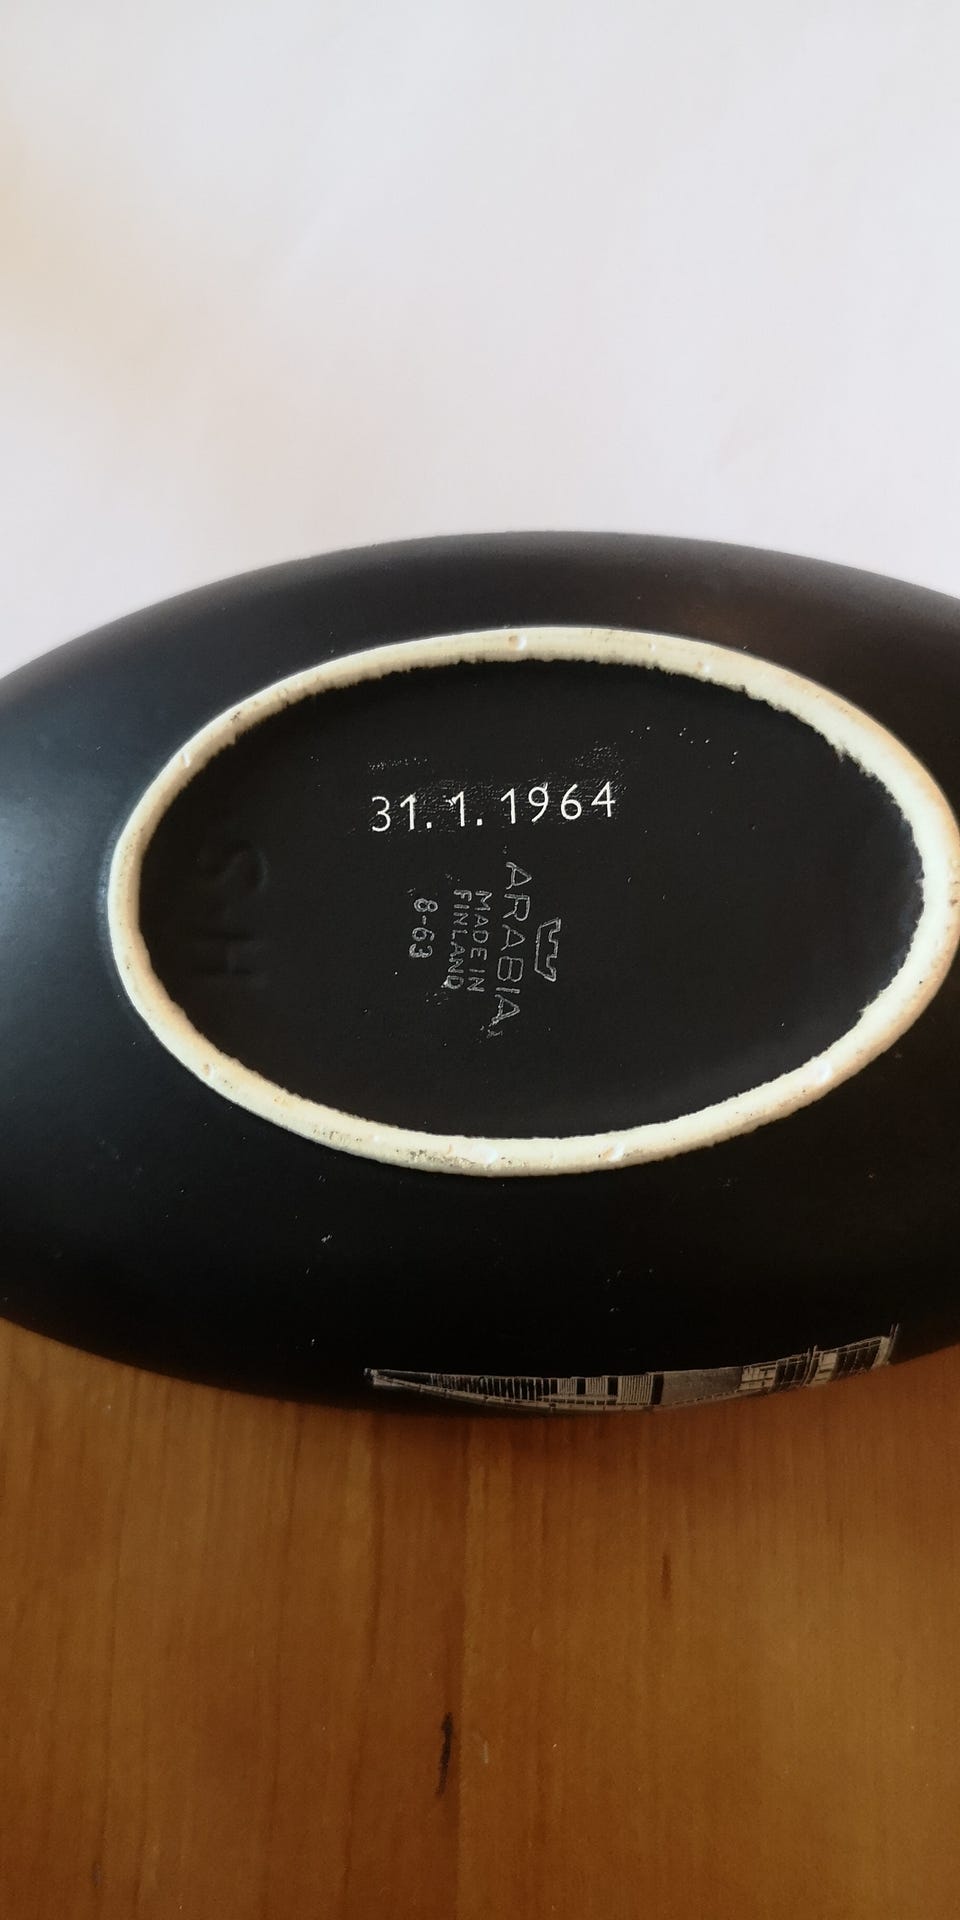 31.1.1964
ARABIA
MADE IN
FINLAND
8-63